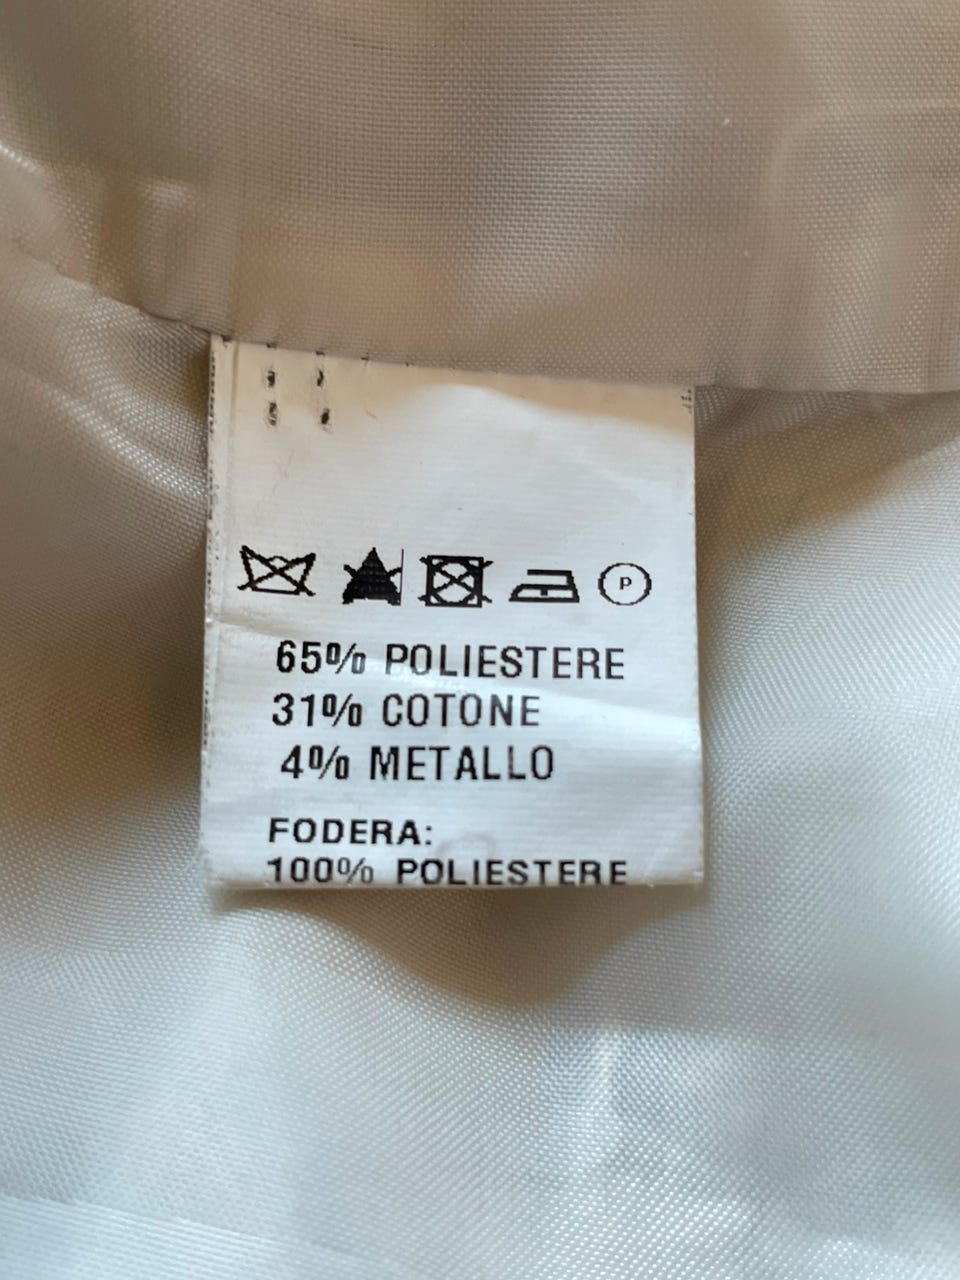 P
65% POLIESTERE
31% COTONE
4% METALLO
FODERA:
100% POLIESTERE